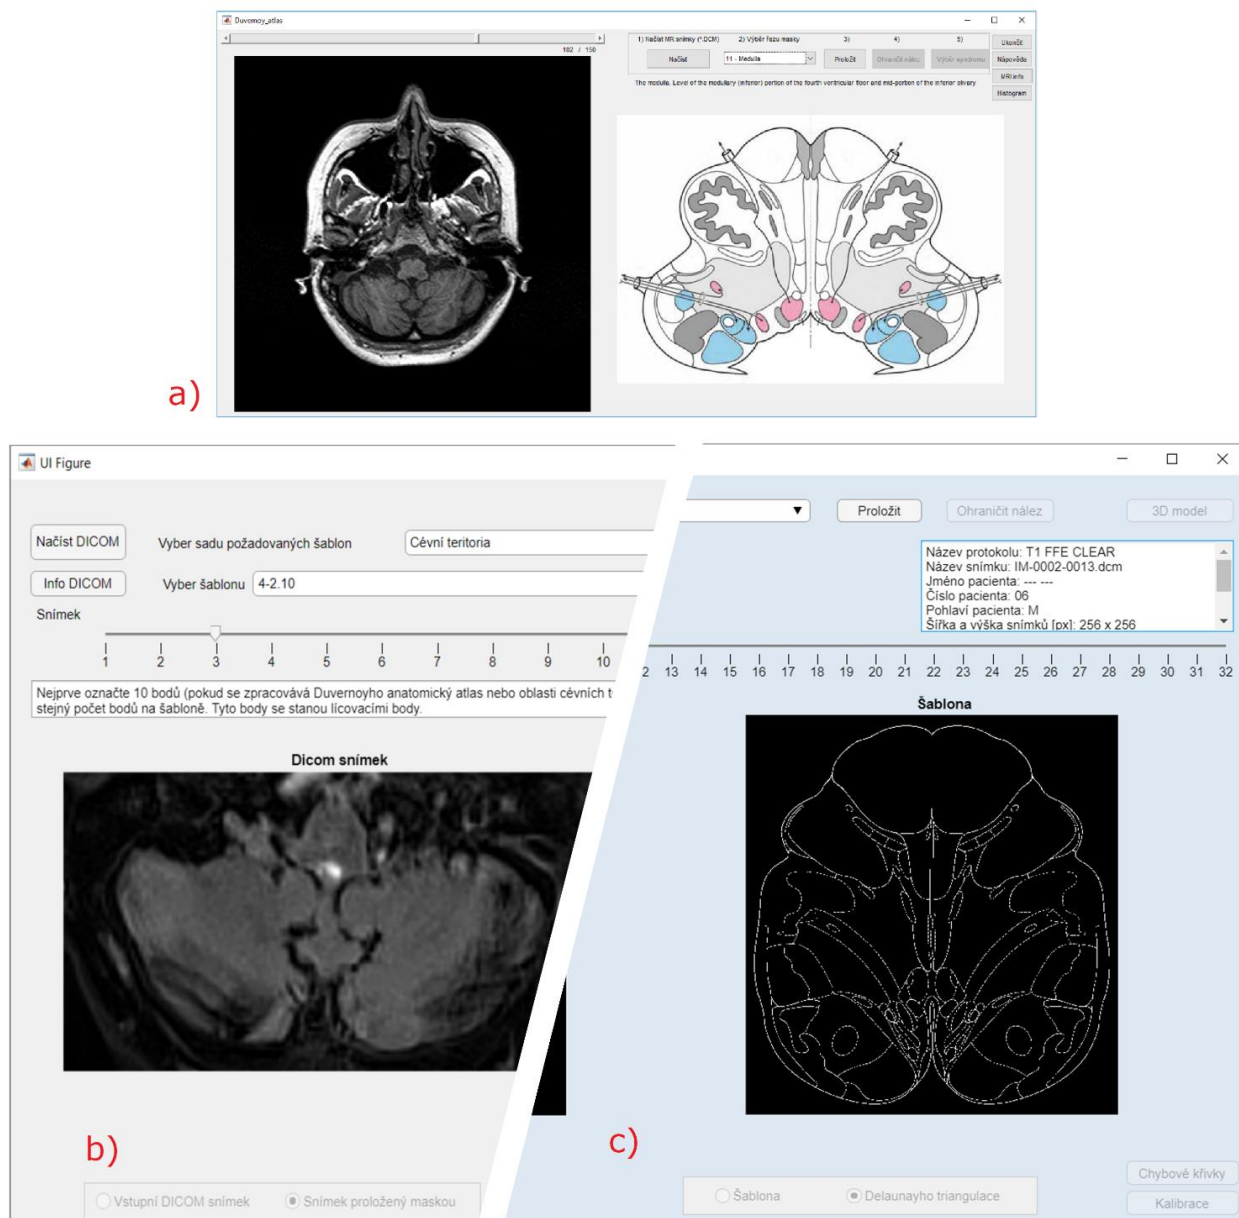 Duvernoy_atlas
102 / 150
1) Načíst MR snímky (*.DCM) 2) Výběr řezu masky 3) 4) 5)
Ukončit
Načíst 11 - Medulla Proložit Ohraničit nález Výběr syndromu
Nápověda
MRI info
The medulla. Level of the medullary (inferior) portion of the fourth ventricular floor and mid-portion of the inferior olivary
Histogram
a)
UI Figure
Načíst DICOM Vyber sadu požadovaných šablon Cévní teritoria
Info DICOM Vyber šablonu 4-2.10
Snímek
1 2 3 4 5 6 7 8 9 10
Nejprve označte 10 bodů (pokud se zpracovává Duvernoyho anatomický atlas nebo oblasti cévních
stejný počet bodů na šabloně. Tyto body se stanou lícovacími body.
Dicom snímek
b)
Vstupní DICOM snímek Snímek proložený maskou
Proložit Ohraničit nález 3D model
Název protokolu: T1 FFE CLEAR
Název snímku: IM-0002-0013.dcm
Jméno pacienta: --- ---
Číslo pacienta: 06
Pohlaví pacienta: M
Šířka a výška snímků [px]: 256 x 256
2 13 14 15 16 17 18 19 20 21 22 23 24 25 26 27 28 29 30 31 32
Šablona
c)
Chybové křivky
Šablona Delaunayho triangulace
Kalibrace